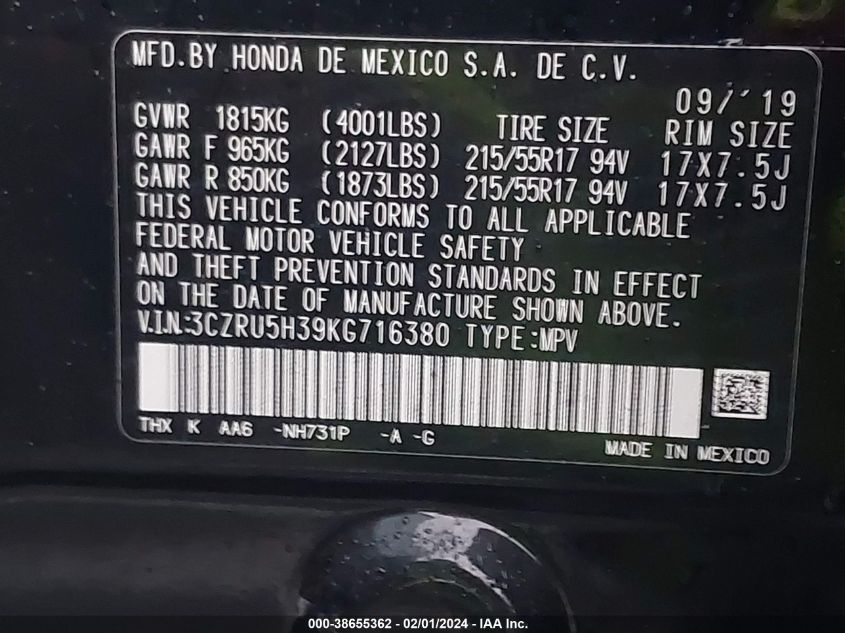 MFD.BY HONDA DE MEXICO S.A. DE C.V.
09/'19
GVWR 1815KG (4001LBS) TIRE SIZE RIM SIZE
GAWR F 965KG (2127LBS) 215/55R17 94V 17X7.5J
GAWR R 850KG (1873LBS) 215/55R17 94V 17X7.5J
THIS VEHICLE CONFORMS TO ALL APPLICABLE
FEDERAL MOTOR VEHICLE SAFETY
AND THEFT PREVENTION STANDARDS IN EFFECT
ON THE DATE OF MANUFACTURE SHOWN ABOVE.
V.I.N.:3CZRU5H39KG716380 TYPE:MPV
THX K AA6 -NH731P -A -G
MADE IN MEXICO
000-38655362 - 02/01/2024 - IAA Inc.